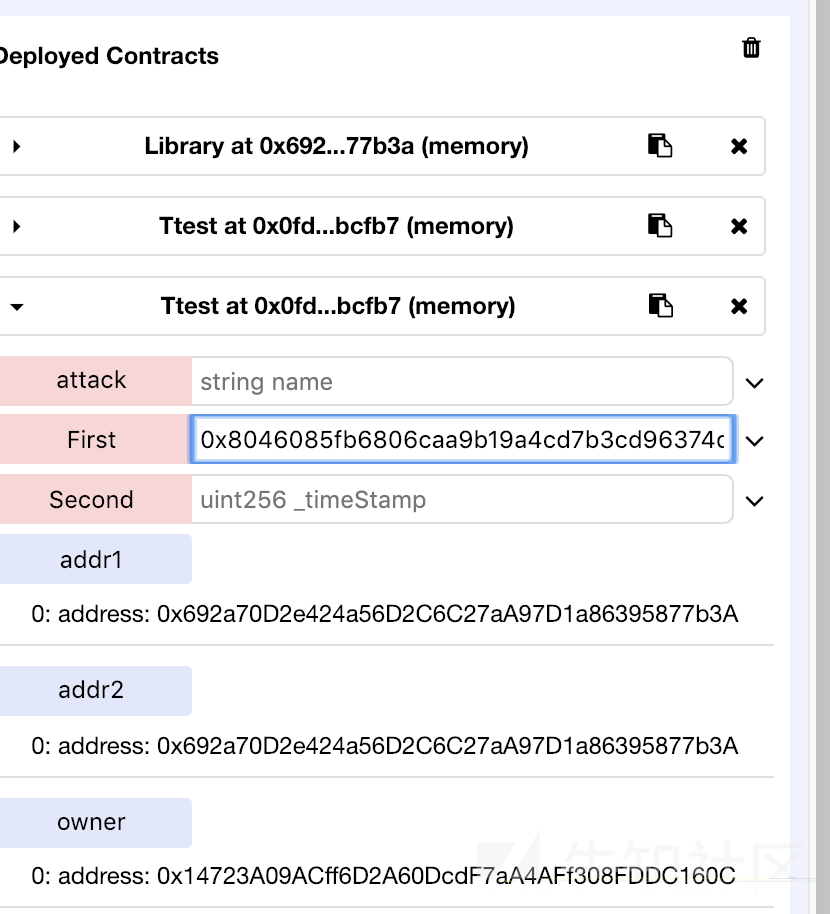 Deployed Contracts
Library at 0x692...77b3a (memory)
Ttest at 0x0fd...bcfb7 (memory)
Ttest at 0x0fd...bcfb7 (memory)
attack string name
First 0x8046085fb6806caa9b19a4cd7b3cd96374c
Second uint256 _timeStamp
addr1
0: address: 0x692a70D2e424a56D2C6C27aA97D1a86395877b3A
addr2
0: address: 0x692a70D2e424a56D2C6C27aA97D1a86395877b3A
owner
0: address: 0x14723A09ACff6D2A60DcdF7aA4AFf308FDDC160C
先知社区